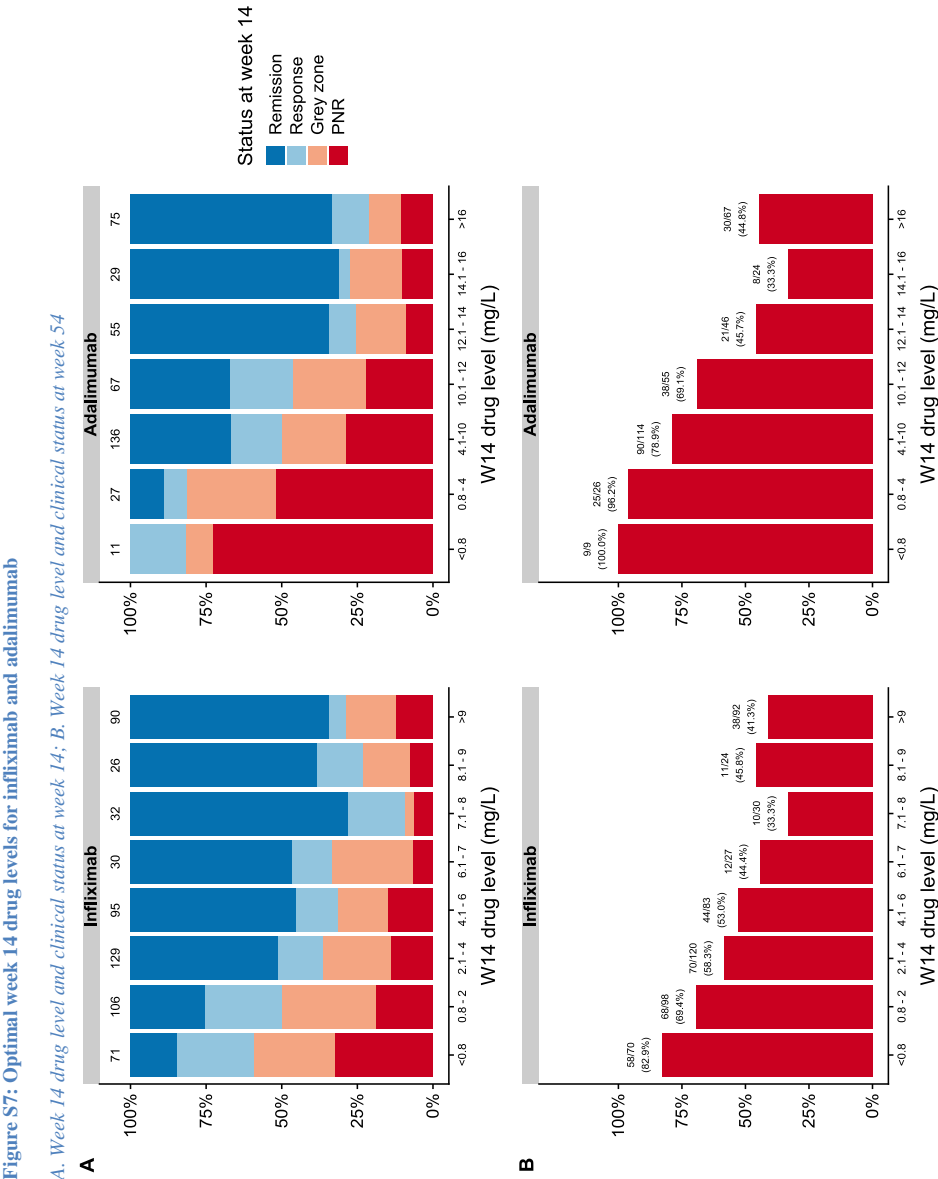 Figure S7: Optimal week 14 drug levels for infliximab and adalimumab
A. Week 14 drug level and clinical status at week 14; B. Week 14 drug level and clinical status at week 54
A
Infliximab
71 106 129 95 30 32 26 90
100%
75%
50%
25%
0%
<0.8 0.8 - 2 2.1 - 4 4.1 - 6 6.1 - 7 7.1 - 8 8.1 - 9 >9
W14 drug level (mg/L)
Adalimumab
11 27 136 67 55 29 75
100%
75%
50%
25%
0%
<0.8 0.8 - 4 4.1-10 10.1 - 12 12.1 - 14 14.1 - 16 >16
W14 drug level (mg/L)
Status at week 14
Remission
Response
Grey zone
PNR
B
Infliximab
58/70 68/98 70/120 44/83 12/27 10/30 11/24 38/92
(82.9%) (69.4%) (58.3%) (53.0%) (44.4%) (33.3%) (45.8%) (41.3%)
100%
75%
50%
25%
0%
<0.8 0.8 - 2 2.1 - 4 4.1 - 6 6.1 - 7 7.1 - 8 8.1 - 9 >9
W14 drug level (mg/L)
Adalimumab
9/9 25/26 90/114 38/55 21/46 8/24 30/67
(100.0%) (96.2%) (78.9%) (69.1%) (45.7%) (33.3%) (44.8%)
100%
75%
50%
25%
0%
<0.8 0.8 - 4 4.1-10 10.1 - 12 12.1 - 14 14.1 - 16 >16
W14 drug level (mg/L)